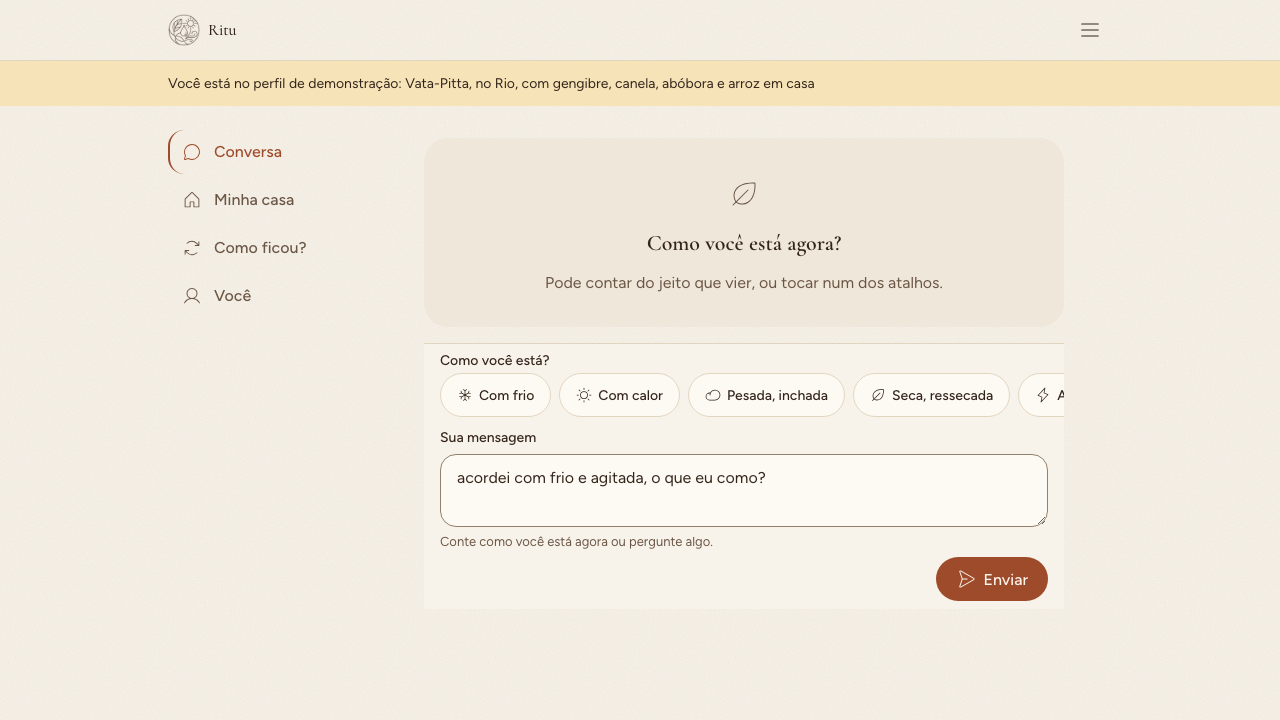 Ritu
Você está no perfil de demonstração: Vata-Pitta, no Rio, com gengibre, canela, abóbora e arroz em casa
Conversa
Minha casa
Como ficou?
Você
Como você está agora?
Pode contar do jeito que vier, ou tocar num dos atalhos.
Como você está?
Com frio
Com calor
Pesada, inchada
Seca, ressecada
Sua mensagem
acordei com frio e agitada, o que eu como?
Conte como você está agora ou pergunte algo.
Enviar